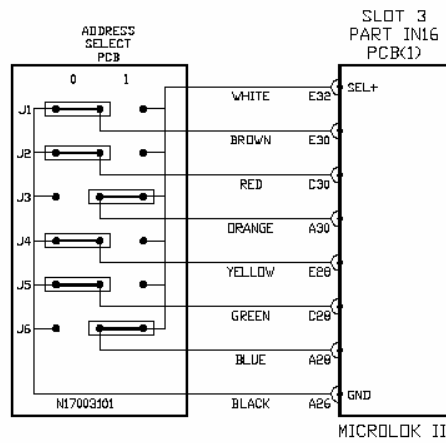 SLOT 3
PART IN16
PCB(1)
ADDRESS
SELECT
PCB
0 1
WHITE E32 SEL+
J1
BROWN E30
J2
RED C30
J3
ORANGE A30
J4
YELLOW E28
J5
GREEN C28
J6
BLUE A28
N17003101 BLACK A26 GND
MICROLOK II